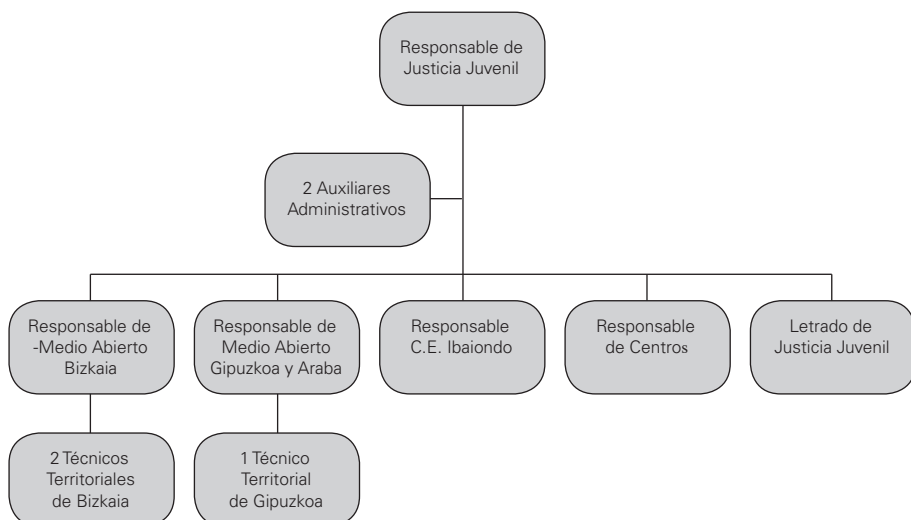 Responsable de
Justicia Juvenil
2 Auxiliares
Administrativos
Responsable de
-Medio Abierto
Bizkaia
Responsable de
Medio Abierto
Gipuzkoa y Araba
Responsable
C.E. Ibaiondo
Responsable
de Centros
Letrado de
Justicia Juvenil
2 Técnicos
Territoriales
de Bizkaia
1 Técnico
Territorial
de Gipuzkoa